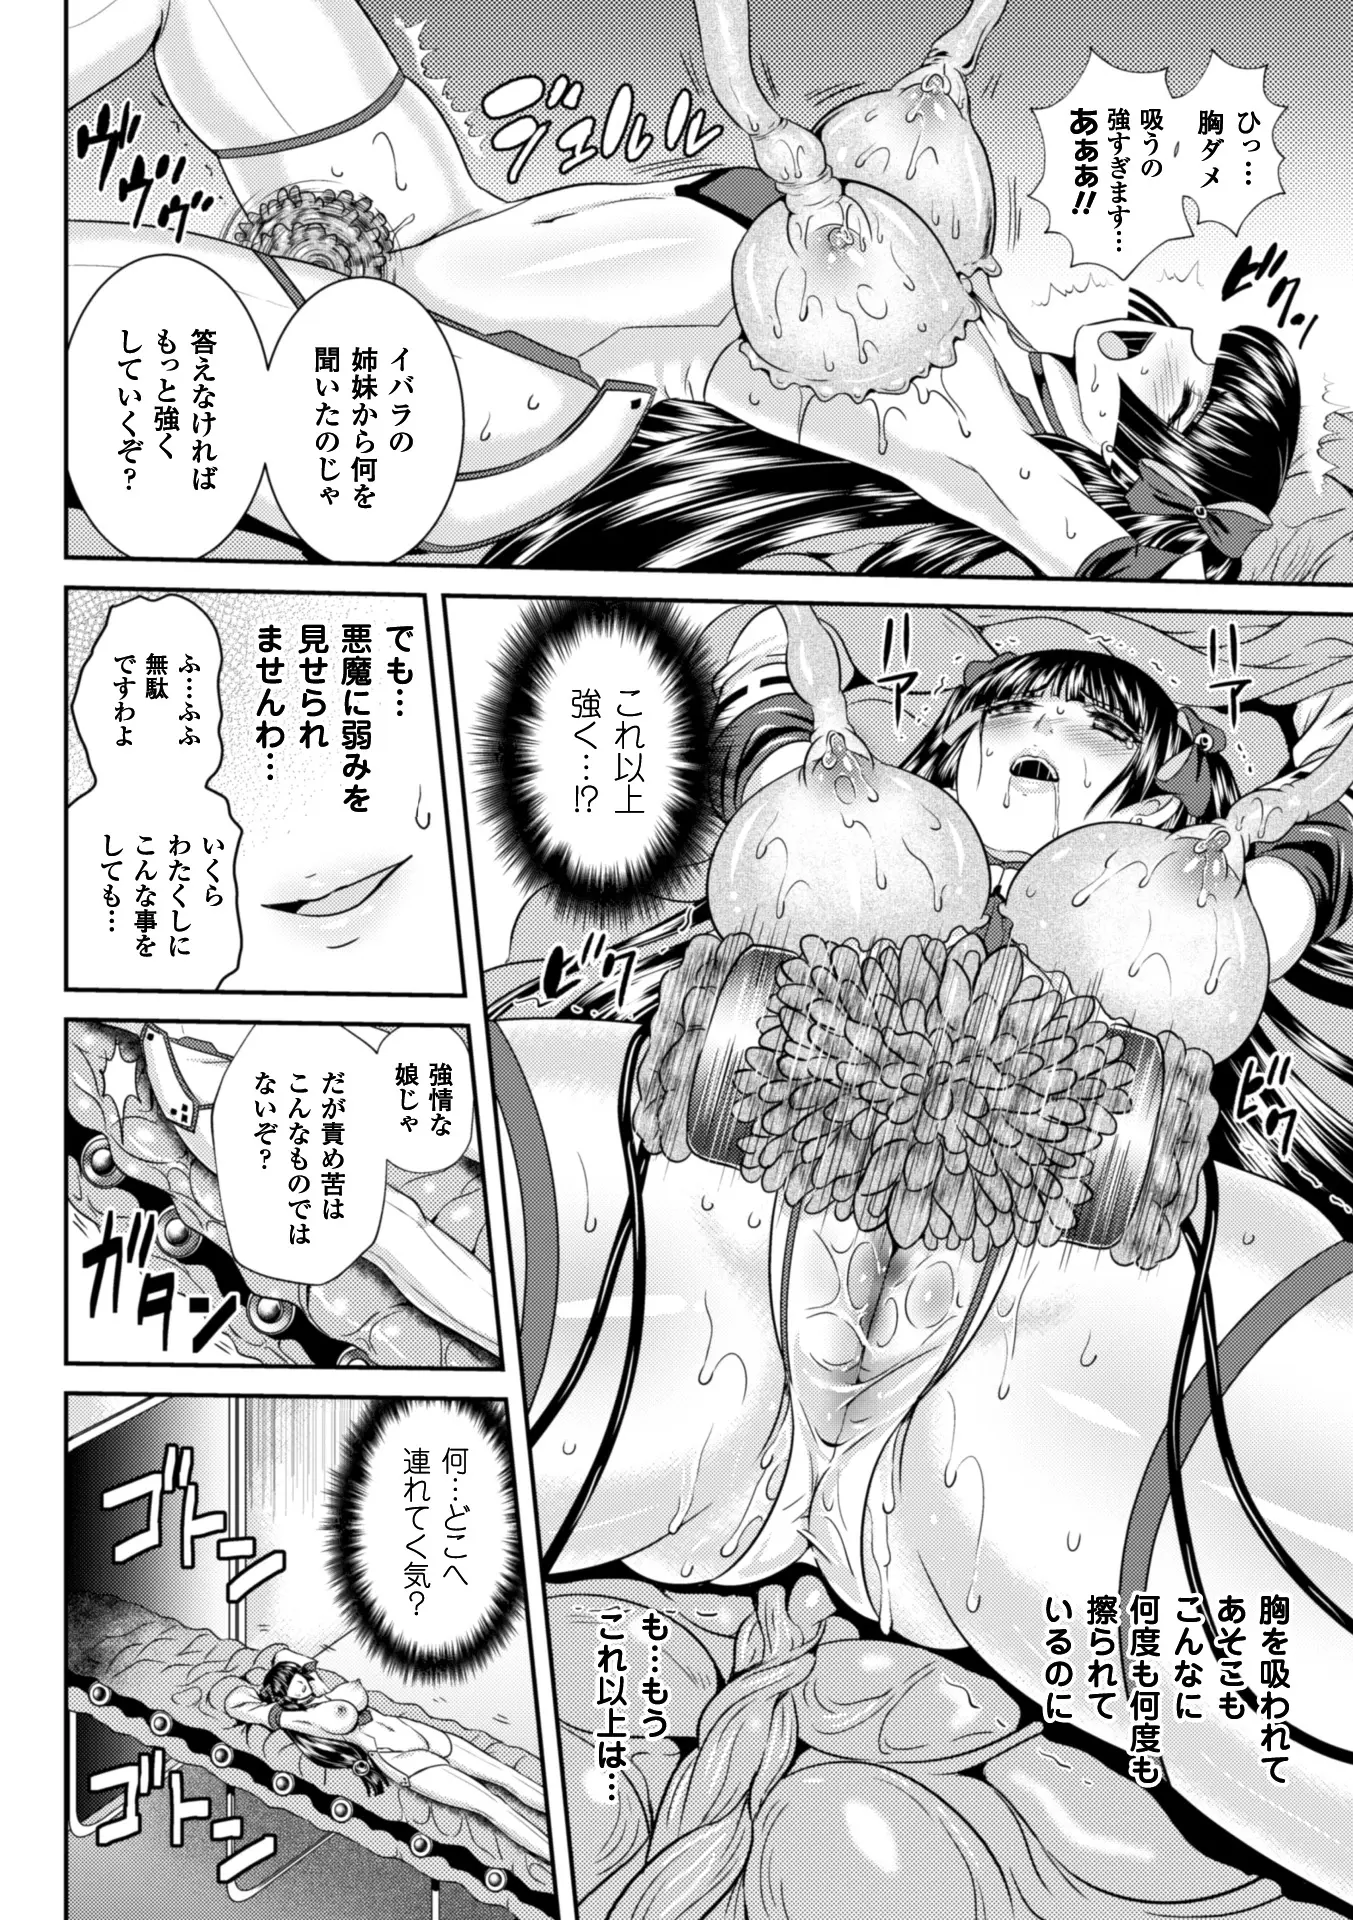 ひっ…
胸ダメ
吸うの
強すぎます…
あぁぁ!!
ビクッ
デュルルル
ヴヴヴ
イバラの
姉妹から何を
聞いたのじゃ
答えなければ
もっと強く
していくぞ？
アァ
アァ
これ以上
強く…!?
ビクッ
ビクッ
胸を吸われて
あそこも
こんなに
何度も何度も
擦られて
いるのに
も…もう
これ以上は…
でも…
悪魔に弱みを
見せられ
ませんわ…
ふ…ふふ
無駄
ですわよ
いくら
わたくしに
こんな事を
しても…
強情な
娘じゃ
だが責め苦は
こんなものでは
ないぞ？
ガタン
何…どこへ
連れてく気？
ゴトン
ゴトン